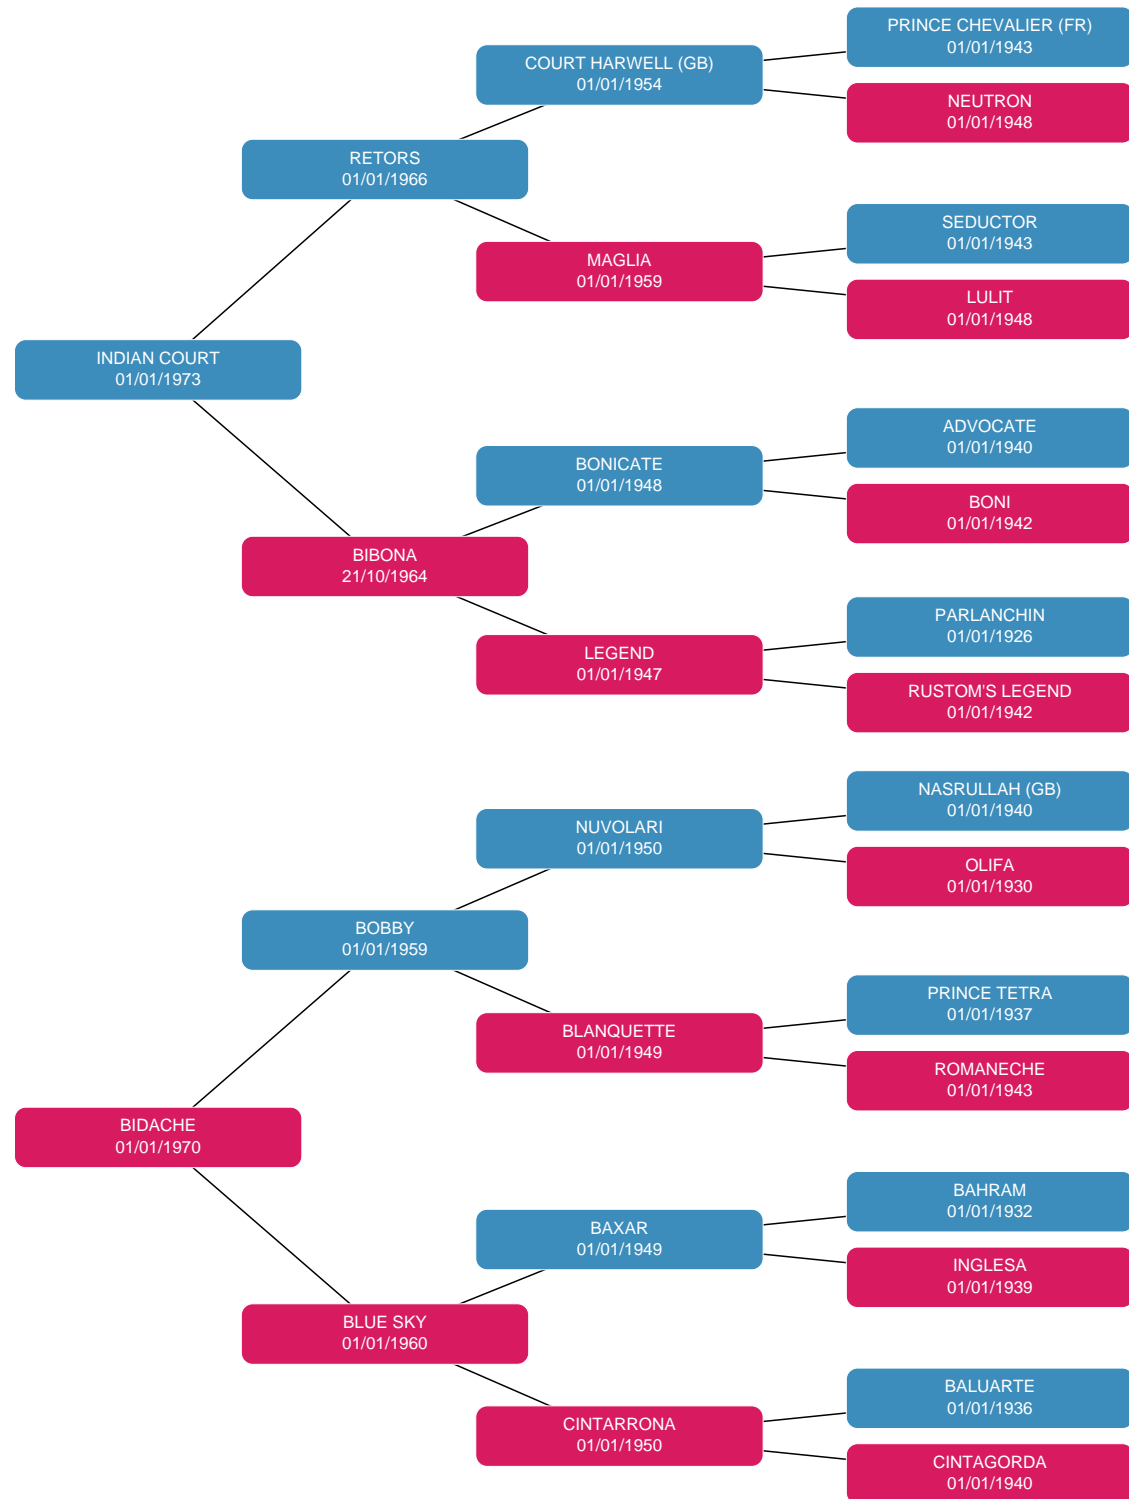 PRINCE CHEVALIER (FR)
01/01/1943
COURT HARWELL (GB)
01/01/1954
NEUTRON
01/01/1948
RETORS
01/01/1966
SEDUCTOR
01/01/1943
MAGLIA
01/01/1959
LULIT
01/01/1948
INDIAN COURT
01/01/1973
ADVOCATE
01/01/1940
BONICATE
01/01/1948
BONI
01/01/1942
BIBONA
21/10/1964
PARLANCHIN
01/01/1926
LEGEND
01/01/1947
RUSTOM'S LEGEND
01/01/1942
NASRULLAH (GB)
01/01/1940
NUVOLARI
01/01/1950
OLIFA
01/01/1930
BOBBY
01/01/1959
PRINCE TETRA
01/01/1937
BLANQUETTE
01/01/1949
ROMANECHE
01/01/1943
BIDACHE
01/01/1970
BAHRAM
01/01/1932
BAXAR
01/01/1949
INGLESA
01/01/1939
BLUE SKY
01/01/1960
BALUARTE
01/01/1936
CINTARRONA
01/01/1950
CINTAGORDA
01/01/1940